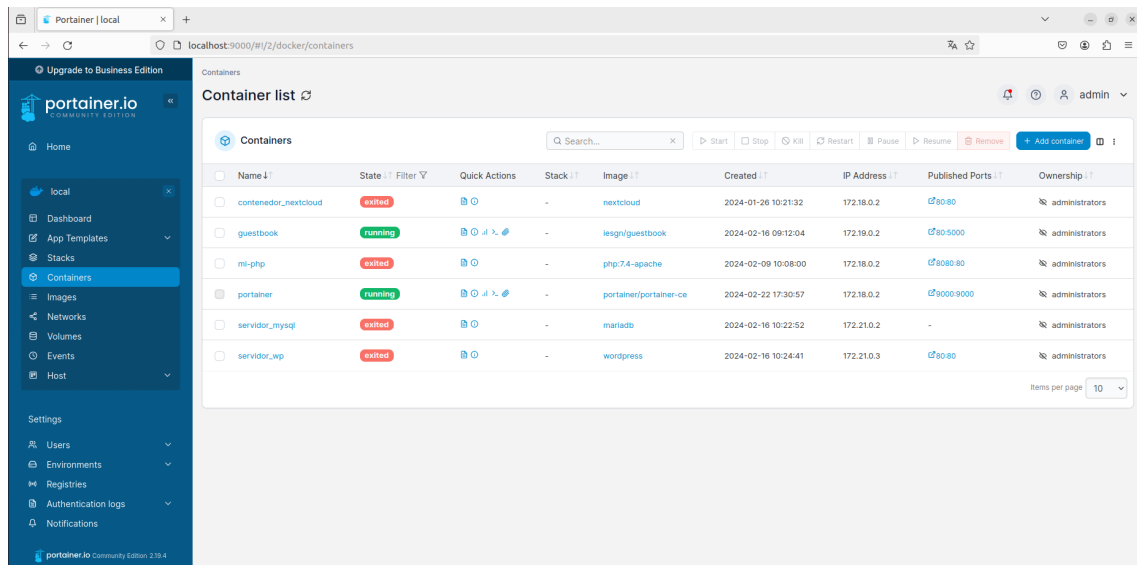 Portainer | local
localhost:9000/#!/2/docker/containers
Upgrade to Business Edition
portainer.io
COMMUNITY EDITION
Home
local
Dashboard
App Templates
Stacks
Containers
Images
Networks
Volumes
Events
Host
Settings
Users
Environments
Registries
Authentication logs
Notifications
portainer.io Community Edition 2.19.4
Containers
Container list
admin
Containers
Search...
Start Stop Kill Restart Pause Resume Remove + Add container
Name State Filter Quick Actions Stack Image Created IP Address Published Ports Ownership
contenedor_nextcloud exited - nextcloud 2024-01-26 10:21:32 172.18.0.2 80:80 administrators
guestbook running - iesgn/guestbook 2024-02-16 09:12:04 172.19.0.2 80:5000 administrators
mi-php exited - php:7.4-apache 2024-02-09 10:08:00 172.18.0.2 8080:80 administrators
portainer running - portainer/portainer-ce 2024-02-22 17:30:57 172.18.0.2 9000:9000 administrators
servidor_mysql exited - mariadb 2024-02-16 10:22:52 172.21.0.2 - administrators
servidor_wp exited - wordpress 2024-02-16 10:24:41 172.21.0.3 80:80 administrators
Items per page 10